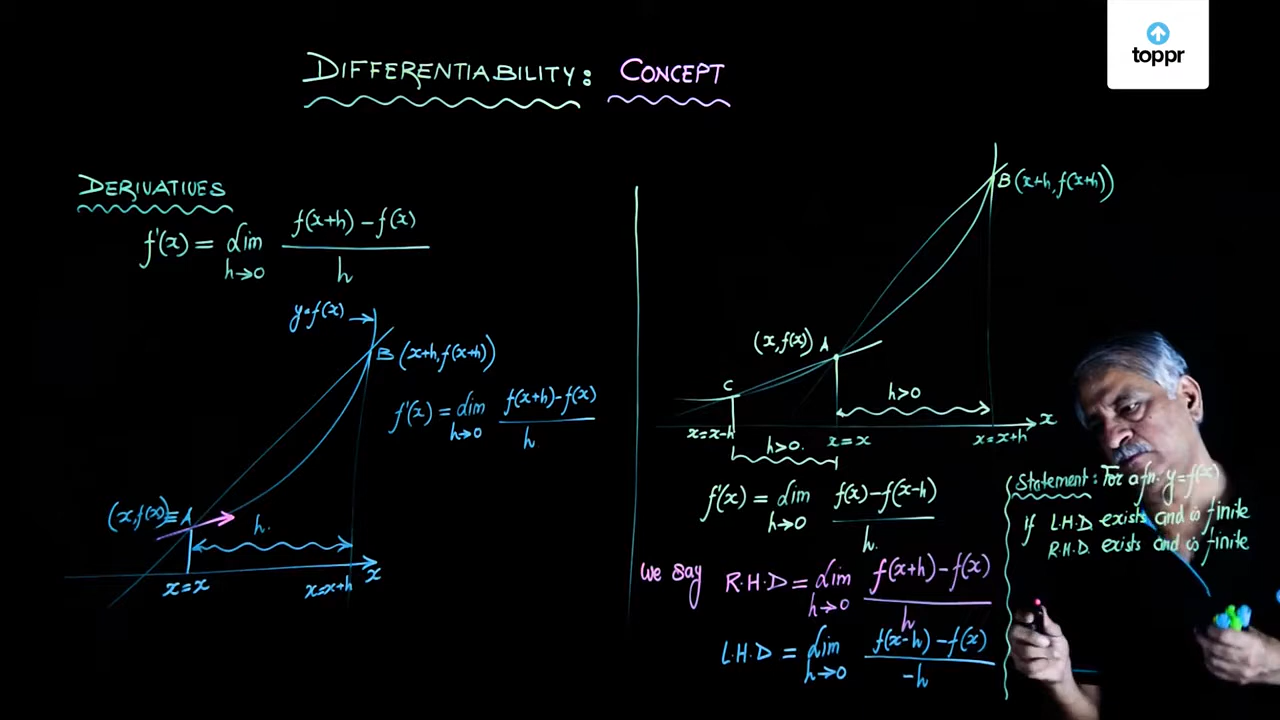 toppr
DIFFERENTIABILITY: CONCEPT
DERIVATIVES
f'(x) = lim h→0 f(x+h) - f(x) / h
y=f(x) →
B (x+h, f(x+h))
f'(x) = lim h→0 f(x+h) - f(x) / h
(x, f(x)) ≡ A
h.
x=x
x=x+h
x
B (x+h, f(x+h))
(x, f(x)) A
C
h>0
x
x=x-h
h>0.
x=x
x=x+h
f'(x) = lim h→0 f(x) - f(x-h) / h.
We say R.H.D = lim h→0 f(x+h) - f(x) / h
L.H.D = lim h→0 f(x-h) - f(x) / -h
Statement: For a fn. y=f(x)
if L.H.D exists and is finite
R.H.D. exists and is finite